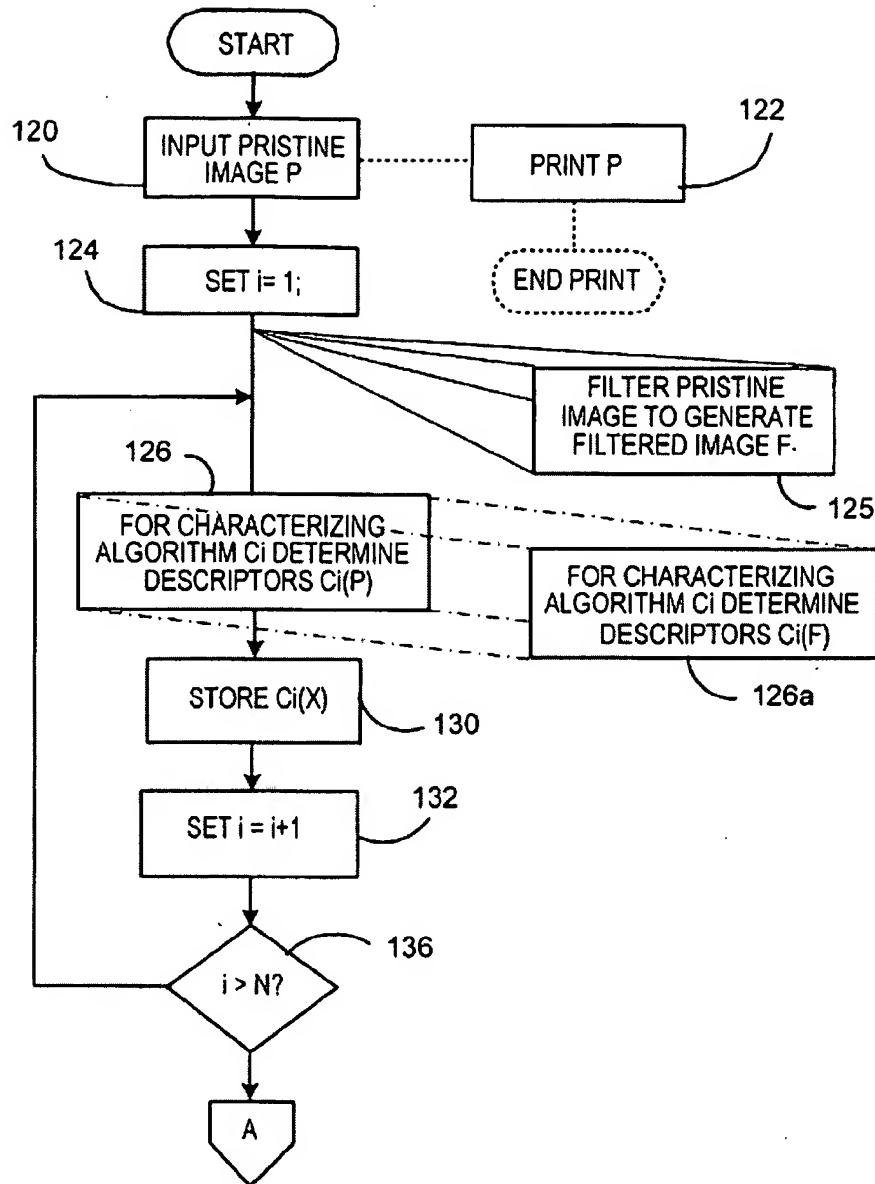 START
120
INPUT PRISTINE
IMAGE P
122
PRINT P
124
SET i= 1;
END PRINT
FILTER PRISTINE
IMAGE TO GENERATE
FILTERED IMAGE F.
125
126
FOR CHARACTERIZING
ALGORITHM Ci DETERMINE
DESCRIPTORS Ci(P)
FOR CHARACTERIZING
ALGORITHM Ci DETERMINE
DESCRIPTORS Ci(F)
126a
STORE Ci(X)
130
SET i = i+1
132
136
i > N?
A